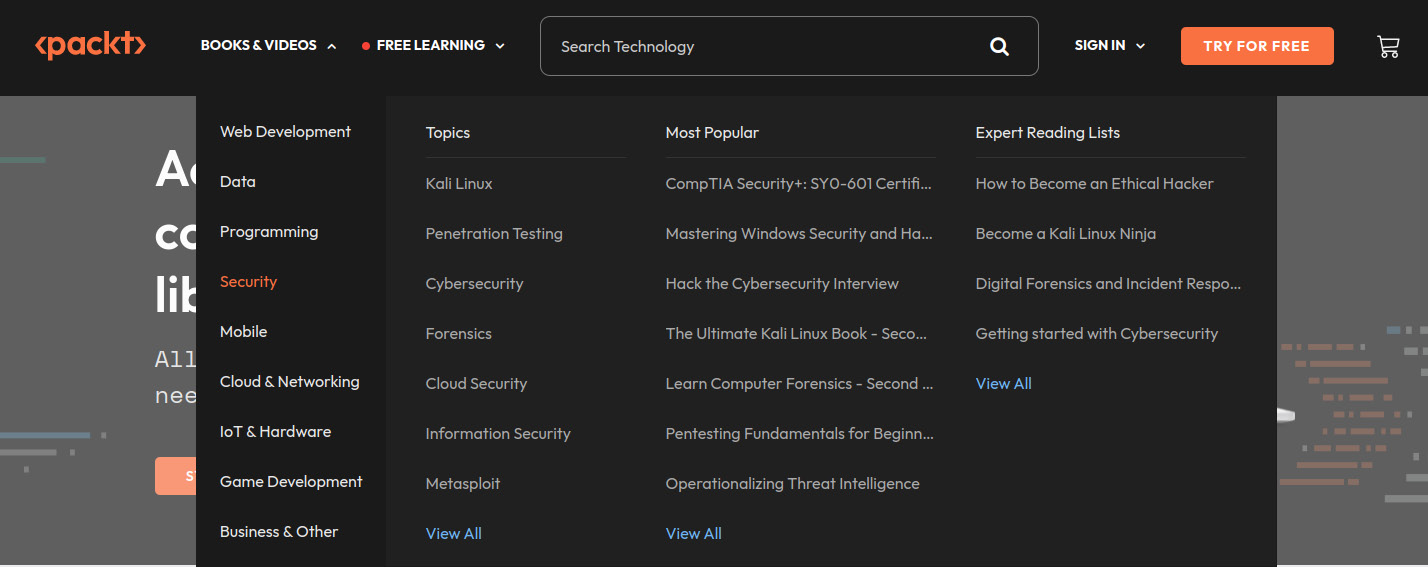 <packt>
BOOKS & VIDEOS
FREE LEARNING
Search Technology
SIGN IN
TRY FOR FREE
Web Development
Data
Programming
Security
Mobile
Cloud & Networking
IoT & Hardware
Game Development
Business & Other
Topics
Kali Linux
Penetration Testing
Cybersecurity
Forensics
Cloud Security
Information Security
Metasploit
View All
Most Popular
CompTIA Security+: SY0-601 Certifi...
Mastering Windows Security and Ha...
Hack the Cybersecurity Interview
The Ultimate Kali Linux Book - Seco...
Learn Computer Forensics - Second ...
Pentesting Fundamentals for Beginn...
Operationalizing Threat Intelligence
View All
Expert Reading Lists
How to Become an Ethical Hacker
Become a Kali Linux Ninja
Digital Forensics and Incident Respo...
Getting started with Cybersecurity
View All
All